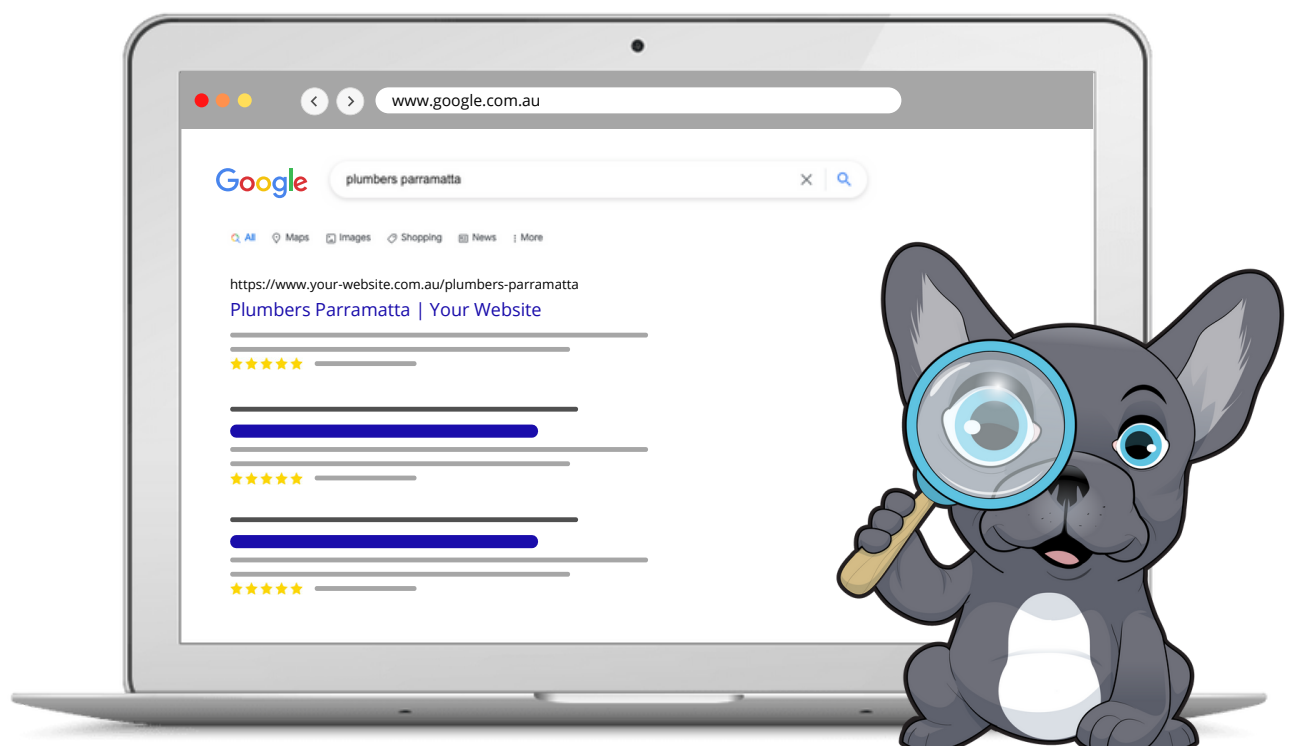 www.google.com.au
Google plumbers parramatta
All Maps Images Shopping News More
https://www.your-website.com.au/plumbers-parramatta
Plumbers Parramatta | Your Website